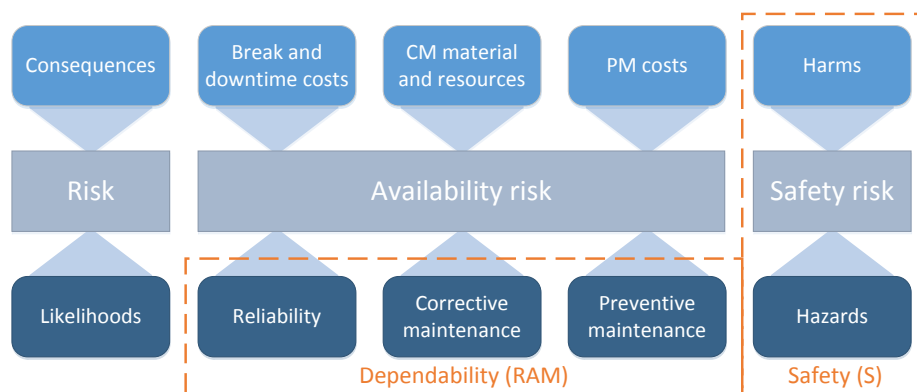 Consequences
Break and
downtime costs
CM material
and resources
PM costs
Harms
Risk
Availability risk
Safety risk
Likelihoods
Reliability
Corrective
maintenance
Preventive
maintenance
Hazards
Dependability (RAM)
Safety (S)